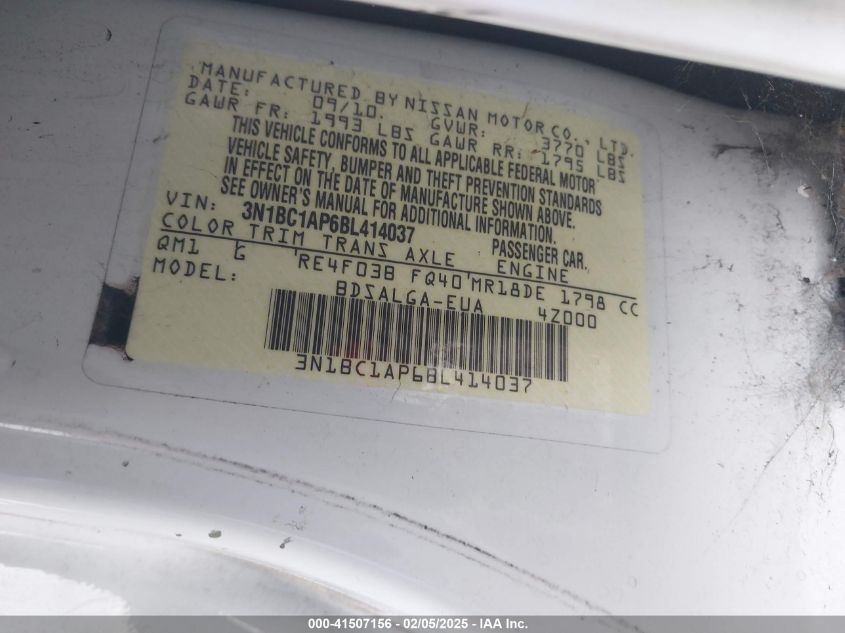 MANUFACTURED BY NISSAN MOTOR CO., LTD.
DATE: 09/10. GVWR: 3770 LBS
GAWR FR: 1993 LBS GAWR RR: 1795 LBS
THIS VEHICLE CONFORMS TO ALL APPLICABLE FEDERAL MOTOR
VEHICLE SAFETY, BUMPER AND THEFT PREVENTION STANDARDS
IN EFFECT ON THE DATE OF MANUFACTURE SHOWN ABOVE.
SEE OWNER'S MANUAL FOR ADDITIONAL INFORMATION.
VIN: 3N1BC1AP6BL414037 PASSENGER CAR.
COLOR TRIM TRANS AXLE ENGINE
QM1 G RE4F03B FQ40 MR18DE 1798 CC
MODEL: BDSALGA-EUA 4Z000
3N1BC1AP6BL414037
000-41507156 - 02/05/2025 - IAA Inc.